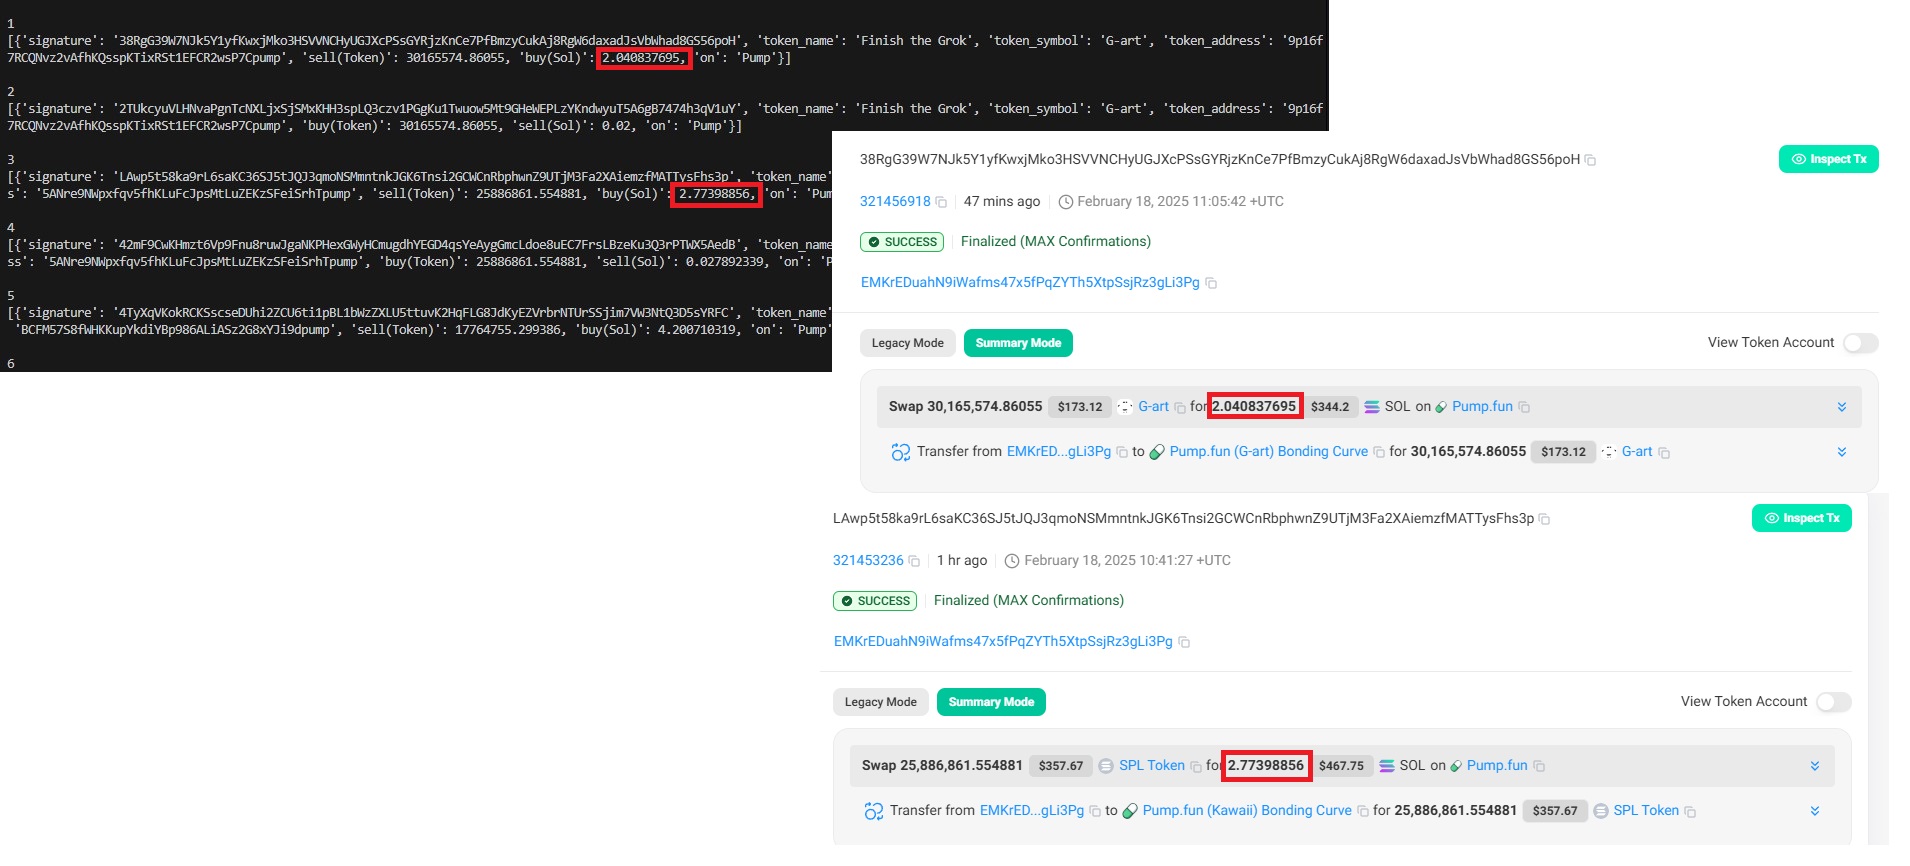 1
[{'signature': '38RgG39W7NJk5Y1yfKwxjMko3HSVVNCHyUGJXcPSsGYRjzKnCe7PfBmzyCukAj8RgW6daxadJsVbWhad8GS56poH', 'token_name': 'Finish the Grok', 'token_symbol': 'G-art', 'token_address': '9p16f
7RCQNvz2vAfhKQsspKTixRSt1EFCR2wsP7Cpump', 'sell(Token)': 30165574.86055, 'buy(Sol)': 2.040837695, 'on': 'Pump'}]
2
[{'signature': '2TUkcyuVLHNvaPgnTcNXLjxSjSMxKHH3spLQ3czv1PGgKu1Twuow5Mt9GHeWEPLzYKndwyuT5A6gB7474h3qV1uY', 'token_name': 'Finish the Grok', 'token_symbol': 'G-art', 'token_address': '9p16f
7RCQNvz2vAfhKQsspKTixRSt1EFCR2wsP7Cpump', 'buy(Token)': 30165574.86055, 'sell(Sol)': 0.02, 'on': 'Pump'}]
3
[{'signature': 'LAwp5t58ka9rL6saKC36SJ5tJQJ3qmoNSMmntnkJGK6Tnsi2GCWCnRbphwnZ9UTjM3Fa2XAiemzfMATTysFhs3p', 'token_name'
s': '5ANre9NWpxfqv5fhKLuFcJpsMtLuZEKzSFeiSrhTpump', 'sell(Token)': 25886861.554881, 'buy(Sol)': 2.77398856, 'on': 'Pum
4
[{'signature': '42mF9CwKHmzt6Vp9Fnu8ruwJgaNKPHexGWyHCmugdhYEGD4qsYeAygGmcLdoe8uEC7FrsLBzeKu3Q3rPTWX5AedB', 'token_name
ss': '5ANre9NWpxfqv5fhKLuFcJpsMtLuZEKzSFeiSrhTpump', 'buy(Token)': 25886861.554881, 'sell(Sol)': 0.027892339, 'on': 'P
5
[{'signature': '4TyXqVKokRCKSscseDUhi2ZCU6ti1pBL1bWzZXLU5ttuvK2HqFLG8JdKyEZVrbrNTUrSSjim7VW3NtQ3D5sYRFC', 'token_name'
'BCFM57S8fWHKKupYkdiYBp986ALiASz2G8xYJi9dpump', 'sell(Token)': 17764755.299386, 'buy(Sol)': 4.200710319, 'on': 'Pump'
6
38RgG39W7NJk5Y1yfKwxjMko3HSVVNCHyUGJXcPSsGYRjzKnCe7PfBmzyCukAj8RgW6daxadJsVbWhad8GS56poH Inspect Tx
321456918 47 mins ago February 18, 2025 11:05:42 +UTC
SUCCESS Finalized (MAX Confirmations)
EMKrEDuahN9iWafms47x5fPqZYTh5XtpSsjRz3gLi3Pg
Legacy Mode Summary Mode View Token Account
Swap 30,165,574.86055 $173.12 G-art for 2.040837695 $344.2 SOL on Pump.fun
Transfer from EMKrED...gLi3Pg to Pump.fun (G-art) Bonding Curve for 30,165,574.86055 $173.12 G-art
LAwp5t58ka9rL6saKC36SJ5tJQJ3qmoNSMmntnkJGK6Tnsi2GCWCnRbphwnZ9UTjM3Fa2XAiemzfMATTysFhs3p Inspect Tx
321453236 1 hr ago February 18, 2025 10:41:27 +UTC
SUCCESS Finalized (MAX Confirmations)
EMKrEDuahN9iWafms47x5fPqZYTh5XtpSsjRz3gLi3Pg
Legacy Mode Summary Mode View Token Account
Swap 25,886,861.554881 $357.67 SPL Token for 2.77398856 $467.75 SOL on Pump.fun
Transfer from EMKrED...gLi3Pg to Pump.fun (Kawaii) Bonding Curve for 25,886,861.554881 $357.67 SPL Token